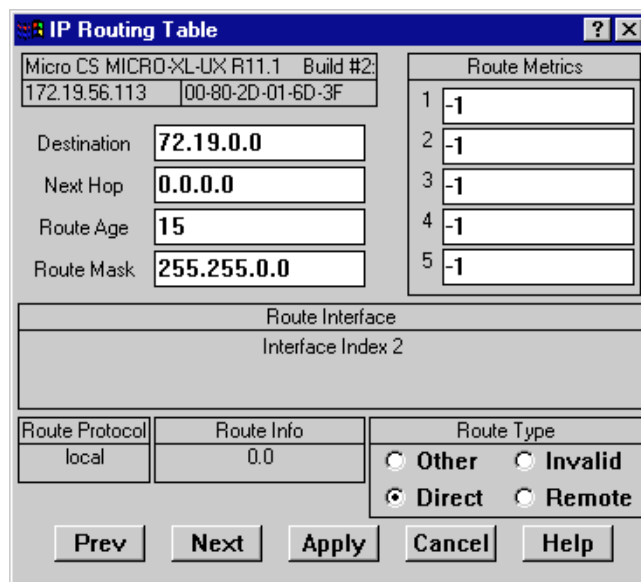 IP Routing Table
Micro CS MICRO-XL-UX R11.1 Build #2:
172.19.56.113 00-80-2D-01-6D-3F
Destination 72.19.0.0
Next Hop 0.0.0.0
Route Age 15
Route Mask 255.255.0.0
Route Metrics
1 -1
2 -1
3 -1
4 -1
5 -1
Route Interface
Interface Index 2
Route Protocol
local
Route Info
0.0
Route Type
Other Invalid
Direct Remote
Prev Next Apply Cancel Help